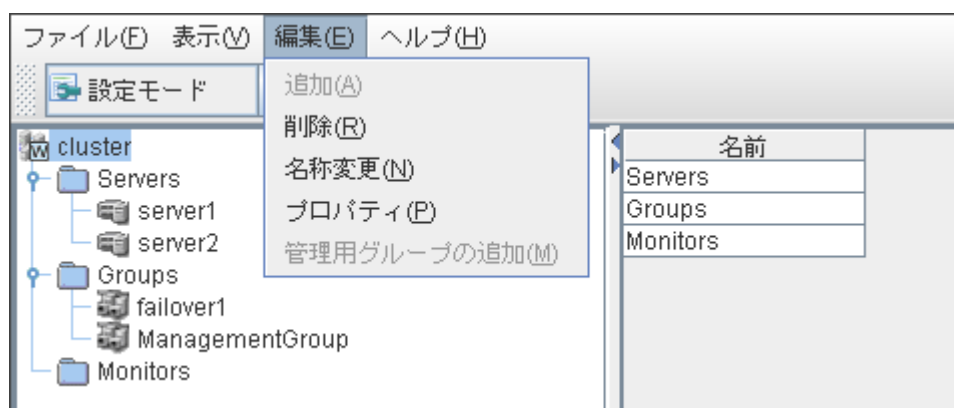 ファイル(F) 表示(V) 編集(E) ヘルプ(H)
設定モード
追加(A)
削除(R)
名称変更(N)
プロパティ(P)
管理用グループの追加(M)
cluster
Servers
server1
server2
Groups
failover1
ManagementGroup
Monitors
名前
Servers
Groups
Monitors